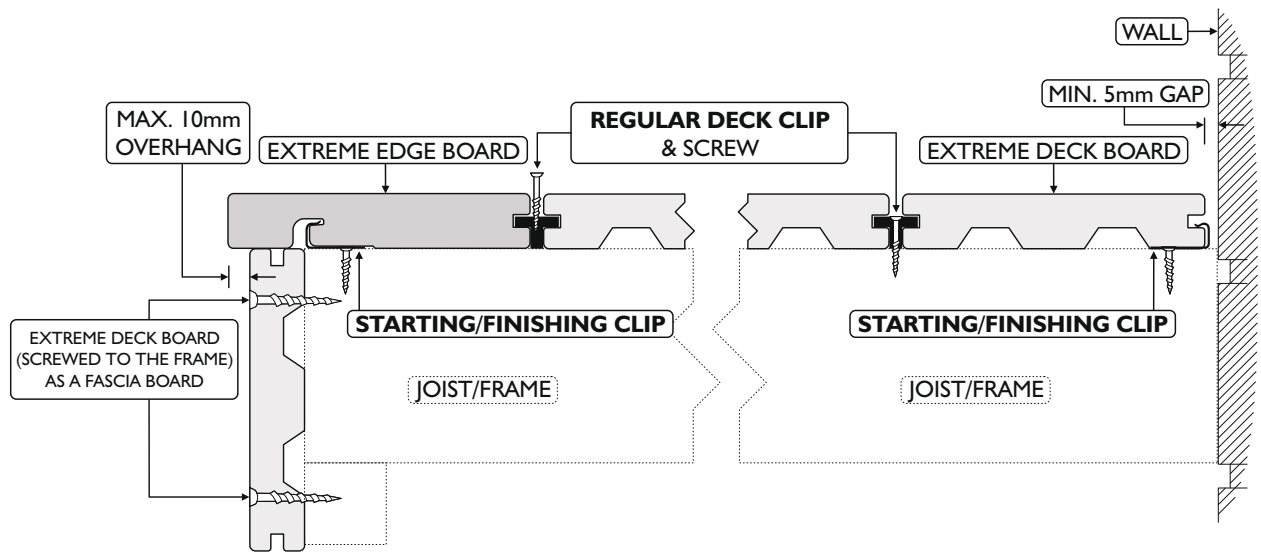 WALL
MIN. 5mm GAP
MAX. 10mm
OVERHANG
EXTREME EDGE BOARD
REGULAR DECK CLIP
& SCREW
EXTREME DECK BOARD
STARTING/FINISHING CLIP
STARTING/FINISHING CLIP
EXTREME DECK BOARD
(SCREWED TO THE FRAME)
AS A FASCIA BOARD
JOIST/FRAME
JOIST/FRAME